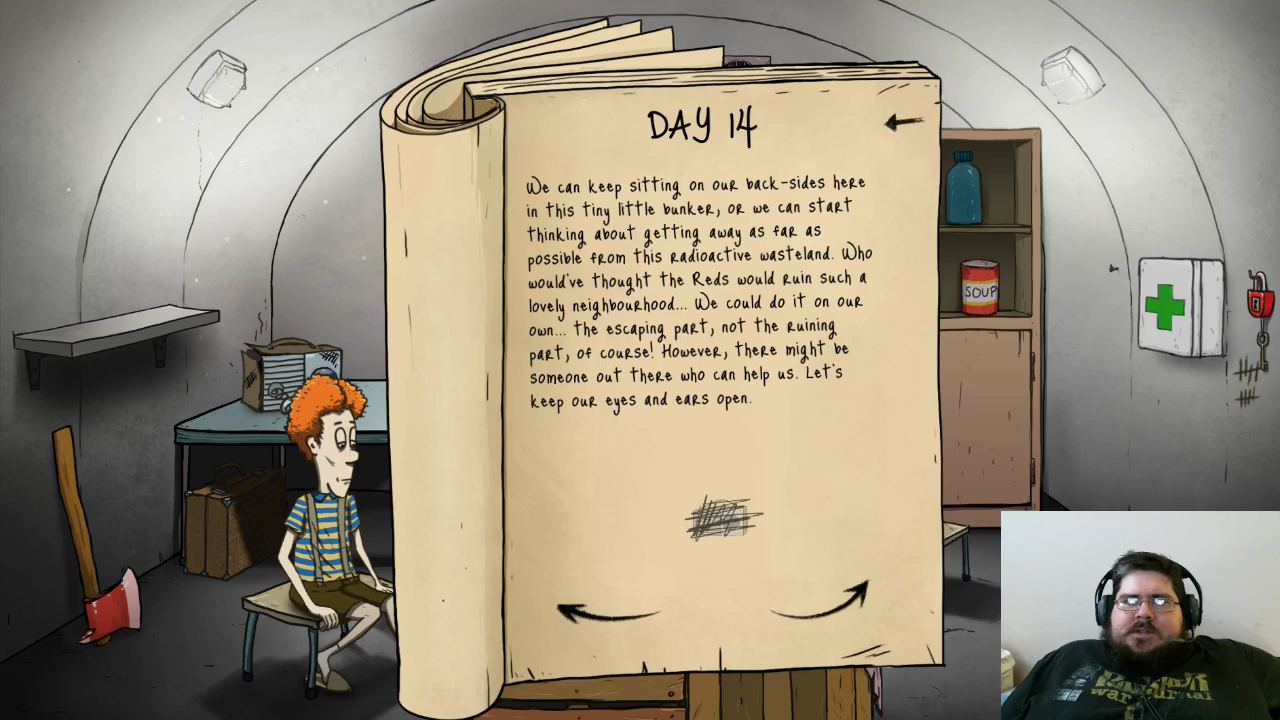 DAY 14
We can keep sitting on our back-sides here
in this tiny little bunker, or we can start
thinking about getting away as far as
possible from this radioactive wasteland. Who
would've thought the Reds would ruin such a
lovely neighbourhood... We could do it on our
own... the escaping part, not the ruining
part, of course! However, there might be
someone out there who can help us. Let's
keep our eyes and ears open.
SOUP